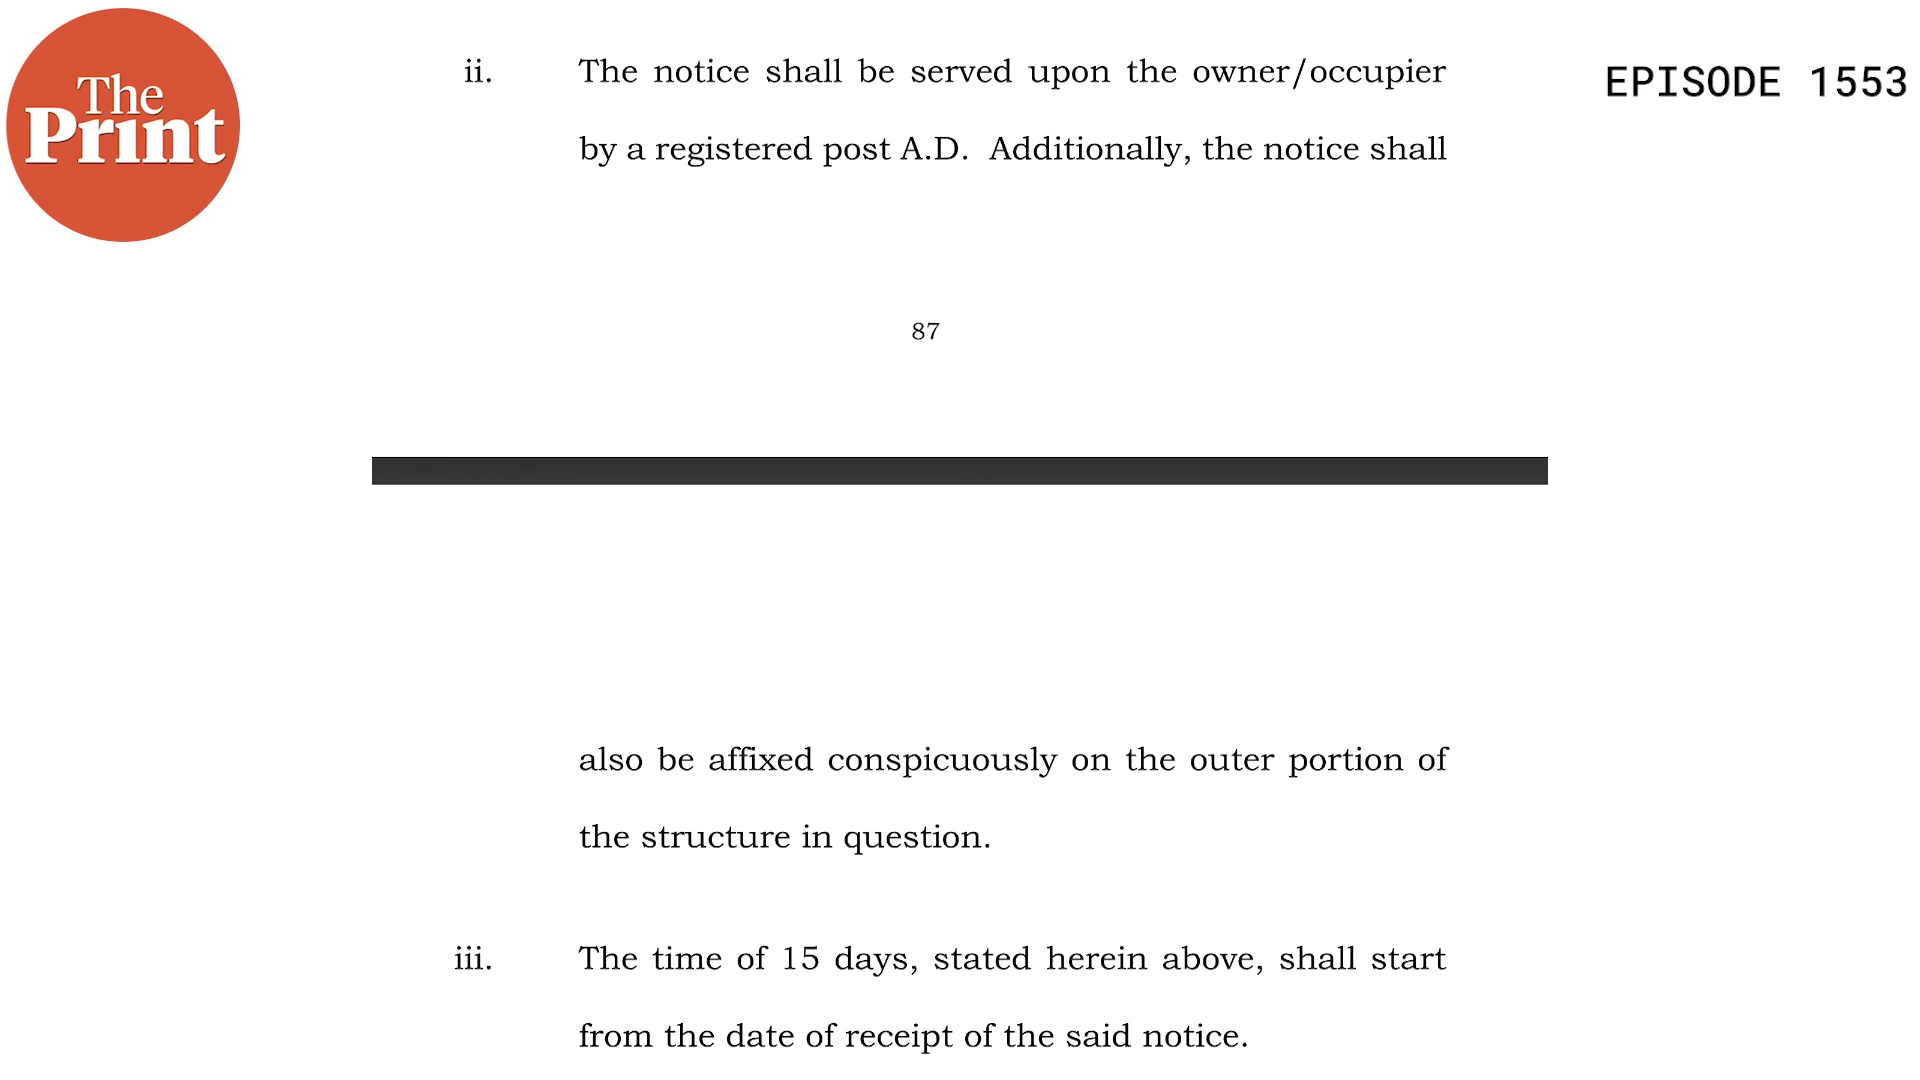 The
Print
EPISODE 1553
ii. The notice shall be served upon the owner/occupier
by a registered post A.D. Additionally, the notice shall
87
also be affixed conspicuously on the outer portion of
the structure in question.
iii. The time of 15 days, stated herein above, shall start
from the date of receipt of the said notice.